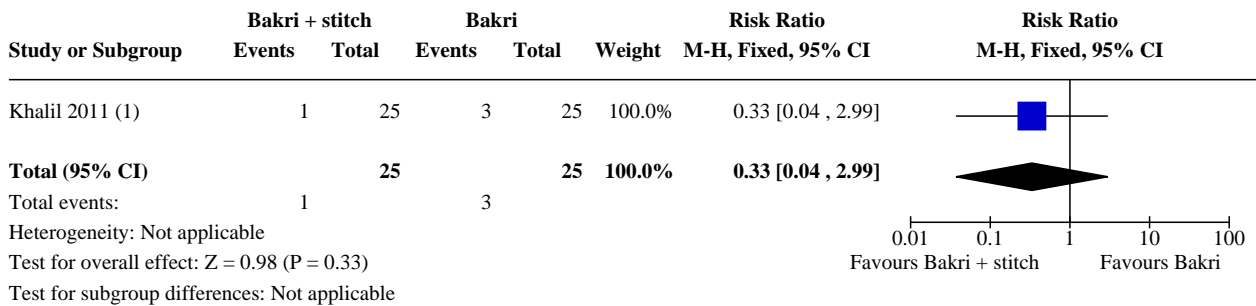 Bakri + stitch Bakri Risk Ratio Risk Ratio
Study or Subgroup Events Total Events Total Weight M-H, Fixed, 95% CI M-H, Fixed, 95% CI
Khalil 2011 (1) 1 25 3 25 100.0% 0.33 [0.04 , 2.99]
Total (95% CI) 25 25 100.0% 0.33 [0.04 , 2.99]
Total events: 1 3
Heterogeneity: Not applicable
0.01 0.1 1 10 100
Test for overall effect: Z = 0.98 (P = 0.33)
Favours Bakri + stitch Favours Bakri
Test for subgroup differences: Not applicable